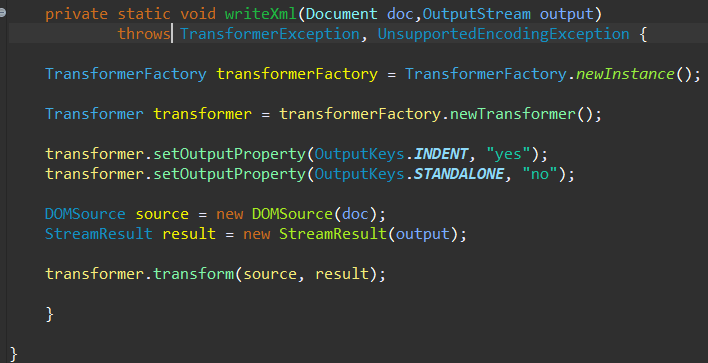 private static void writeXml(Document doc,OutputStream output)
throws TransformerException, UnsupportedEncodingException {
TransformerFactory transformerFactory = TransformerFactory.newInstance();
Transformer transformer = transformerFactory.newTransformer();
transformer.setOutputProperty(OutputKeys.INDENT, "yes");
transformer.setOutputProperty(OutputKeys.STANDALONE, "no");
DOMSource source = new DOMSource(doc);
StreamResult result = new StreamResult(output);
transformer.transform(source, result);
}
}